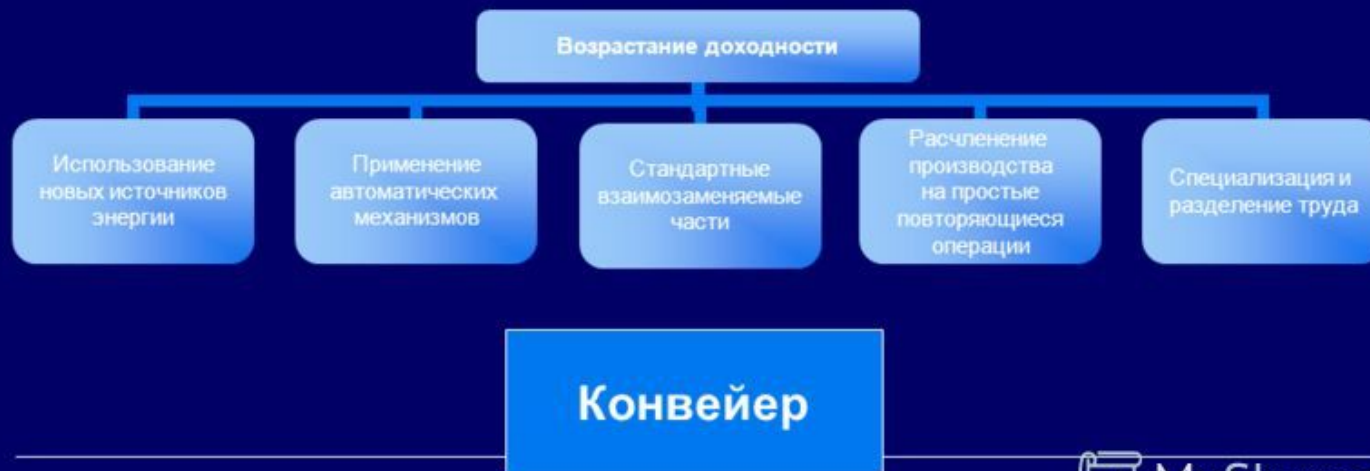 Возрастание доходности
Использование
новых источников
энергии
Применение
автоматических
механизмов
Стандартные
взаимозаменяемые
части
Расчленение
производства
на простые
повторяющиеся
операции
Специализация и
разделение труда
Конвейер